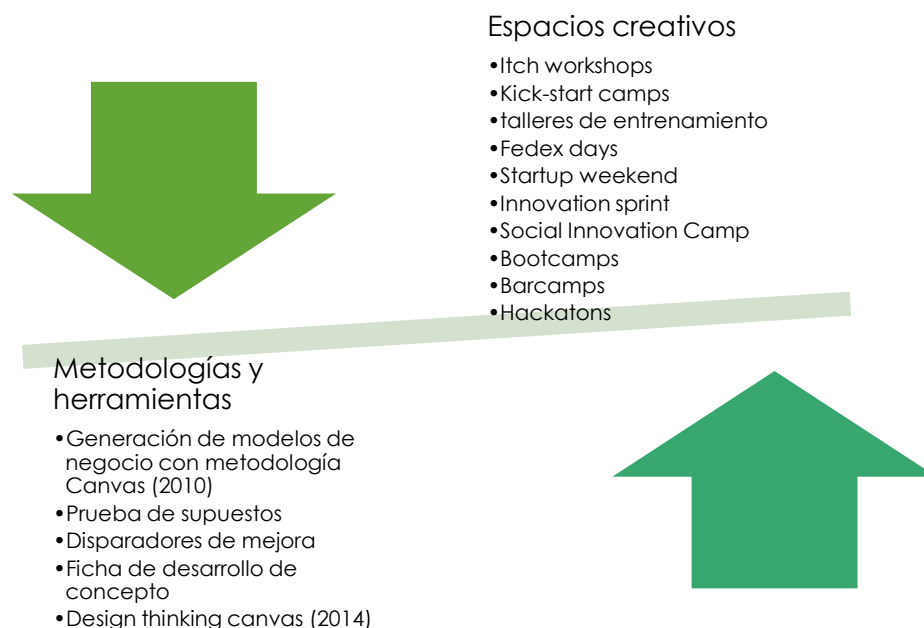 Espacios creativos
•Itch workshops
•Kick-start camps
•talleres de entrenamiento
•Fedex days
•Startup weekend
•Innovation sprint
•Social Innovation Camp
•Bootcamps
•Barcamps
•Hackatons
Metodologías y
herramientas
•Generación de modelos de
negocio con metodología
Canvas (2010)
•Prueba de supuestos
•Disparadores de mejora
•Ficha de desarrollo de
concepto
•Design thinking canvas (2014)